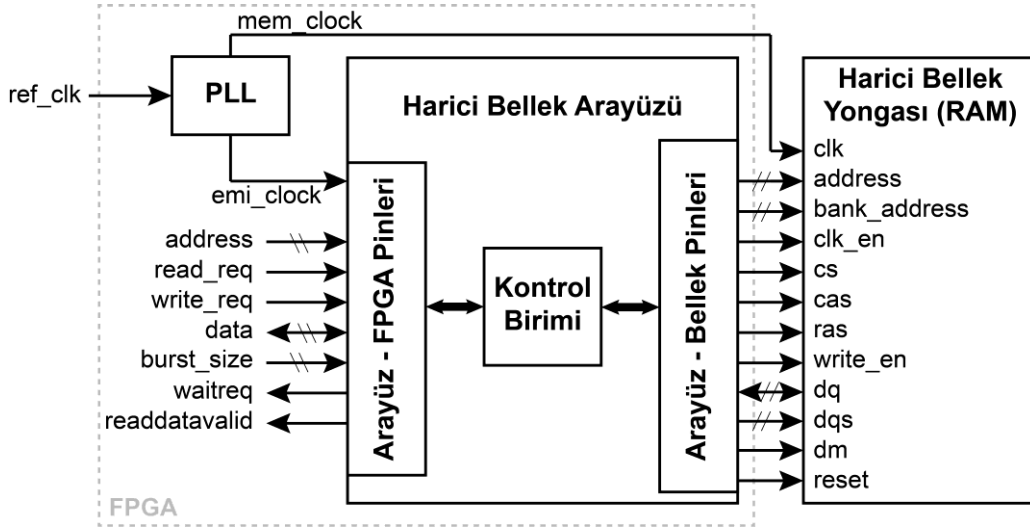 mem_clock
ref_clk
PLL
emi_clock
Harici Bellek Arayüzü
Harici Bellek
Yongası (RAM)
address
read_req
write_req
data
burst_size
waitreq
readdatavalid
Arayüz - FPGA Pinleri
Kontrol
Birimi
Arayüz - Bellek Pinleri
clk
address
bank_address
clk_en
cs
cas
ras
write_en
dq
dqs
dm
reset
FPGA